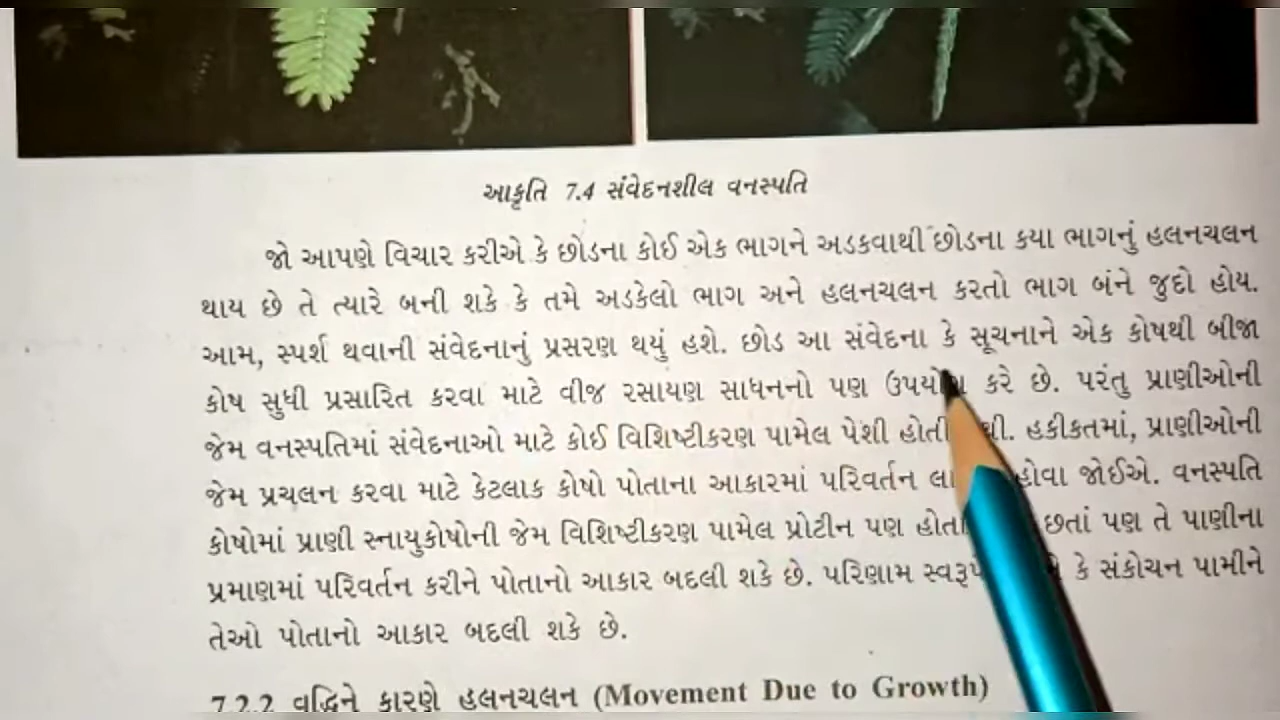 આકૃતિ 7.4 સંવેદનશીલ વનસ્પતિ
જો આપણે વિચાર કરીએ કે છોડના કોઈ એક ભાગને અડકવાથી છોડના કયા ભાગનું હલનચલન
થાય છે તે ત્યારે બની શકે કે તમે અડકેલો ભાગ અને હલનચલન કરતો ભાગ બંને જુદો હોય.
આમ, સ્પર્શ થવાની સંવેદનાનું પ્રસરણ થયું હશે. છોડ આ સંવેદના કે સૂચનાને એક કોષથી બીજા
કોષ સુધી પ્રસારિત કરવા માટે વીજ રસાયણ સાધનનો પણ ઉપયોગ કરે છે. પરંતુ પ્રાણીઓની
જેમ વનસ્પતિમાં સંવેદનાઓ માટે કોઈ વિશિષ્ટીકરણ પામેલ પેશી હોતી નથી. હકીકતમાં, પ્રાણીઓની
જેમ પ્રચલન કરવા માટે કેટલાક કોષો પોતાના આકારમાં પરિવર્તન હોવા જોઈએ. વનસ્પતિ
કોષોમાં પ્રાણી સ્નાયુકોષોની જેમ વિશિષ્ટીકરણ પામેલ પ્રોટીન પણ છતાં પણ તે પાણીના
પ્રમાણમાં પરિવર્તન કરીને પોતાનો આકાર બદલી શકે છે. પરિણામ કે સંકોચન પામીને
તેઓ પોતાનો આકાર બદલી શકે છે.
7.2.2 વૃદ્ધિને કારણે હલનચલન (Movement Due to Growth)